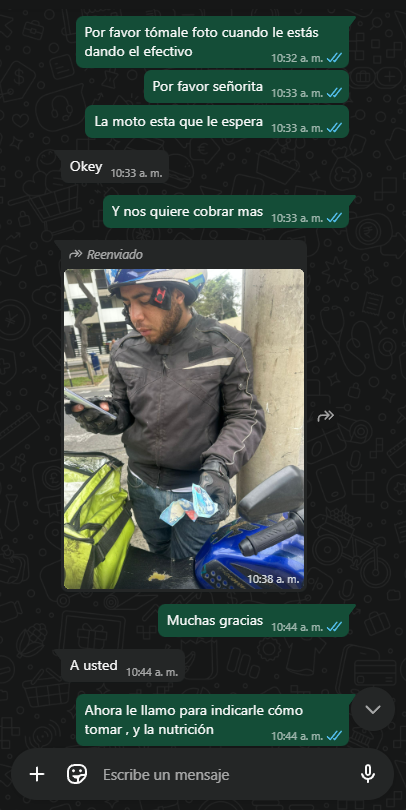 Por favor tómale foto cuando le estás
dando el efectivo
10:32 a. m.
Por favor señorita
10:33 a. m.
La moto esta que le espera
10:33 a. m.
Okey
10:33 a. m.
Y nos quiere cobrar mas
10:33 a. m.
Reenviado
10:38 a. m.
Muchas gracias
10:44 a. m.
A usted
10:44 a. m.
Ahora le llamo para indicarle cómo
tomar , y la nutrición
10:44 a. m.
Escribe un mensaje